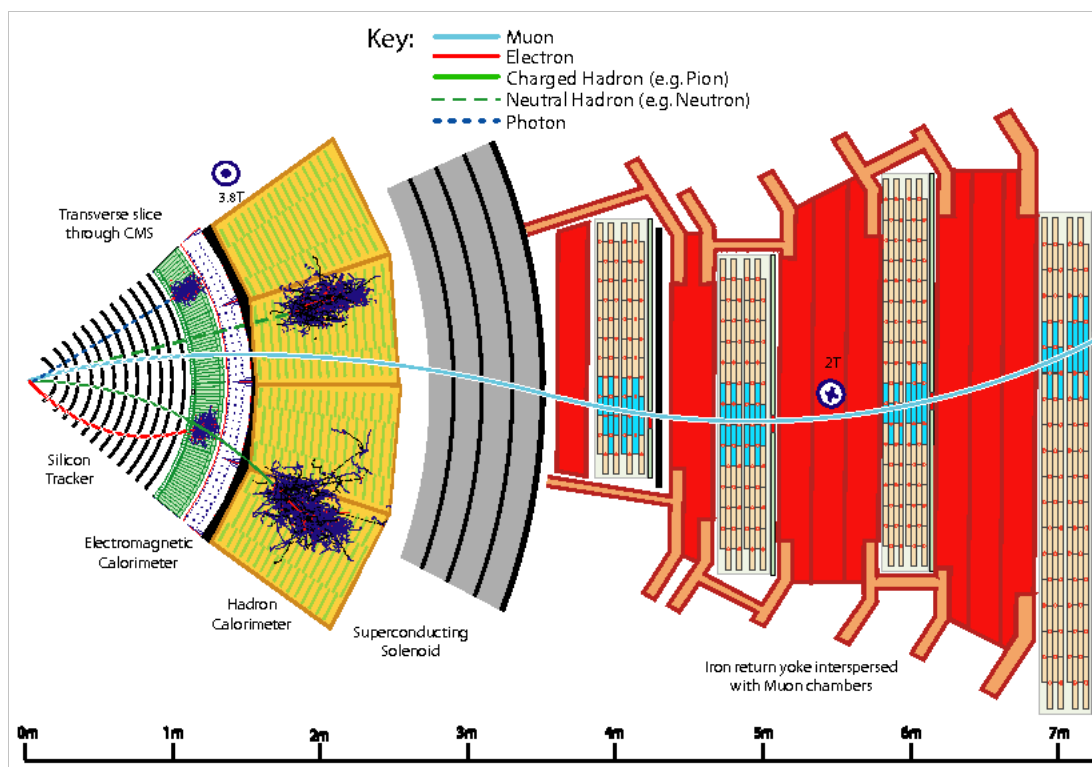 Key:
Muon
Electron
Charged Hadron (e.g. Pion)
Neutral Hadron (e.g. Neutron)
Photon
3.8T
Transverse slice
through CMS
2T
Silicon
Tracker
Electromagnetic
Calorimeter
Hadron
Calorimeter
Superconducting
Solenoid
Iron return yoke interspersed
with Muon chambers
0m 1m 2m 3m 4m 5m 6m 7m